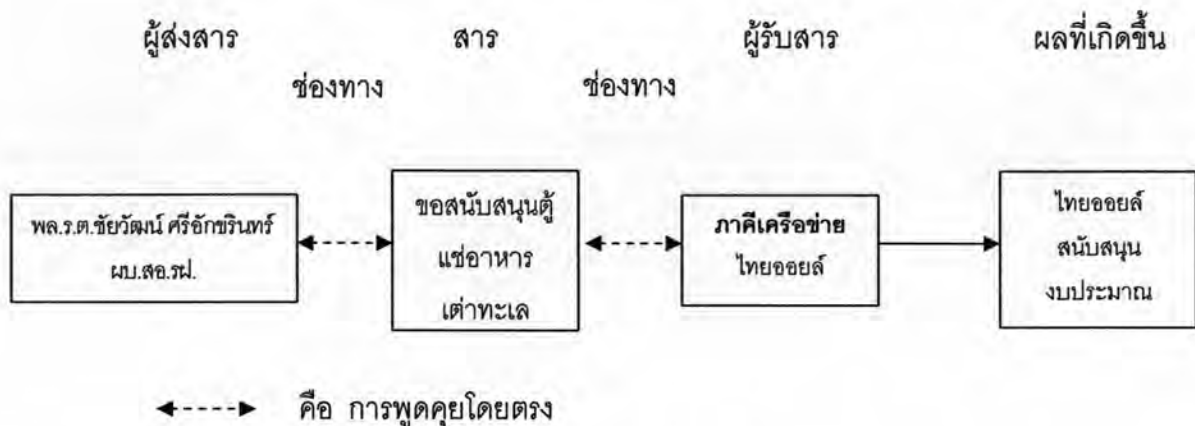 ผู้ส่งสาร สาร ผู้รับสาร ผลที่เกิดขึ้น
ช่องทาง ช่องทาง
พล.ร.ต.ชัยวัฒน์ ศรีอักขรินทร์
ผบ.สอ.รฝ.
ขอสนับสนุนตู้
แช่อาหาร
เต่าทะเล
ภาคีเครือข่าย
ไทยออยล์
ไทยออยล์
สนับสนุน
งบประมาณ
คือ การพูดคุยโดยตรง